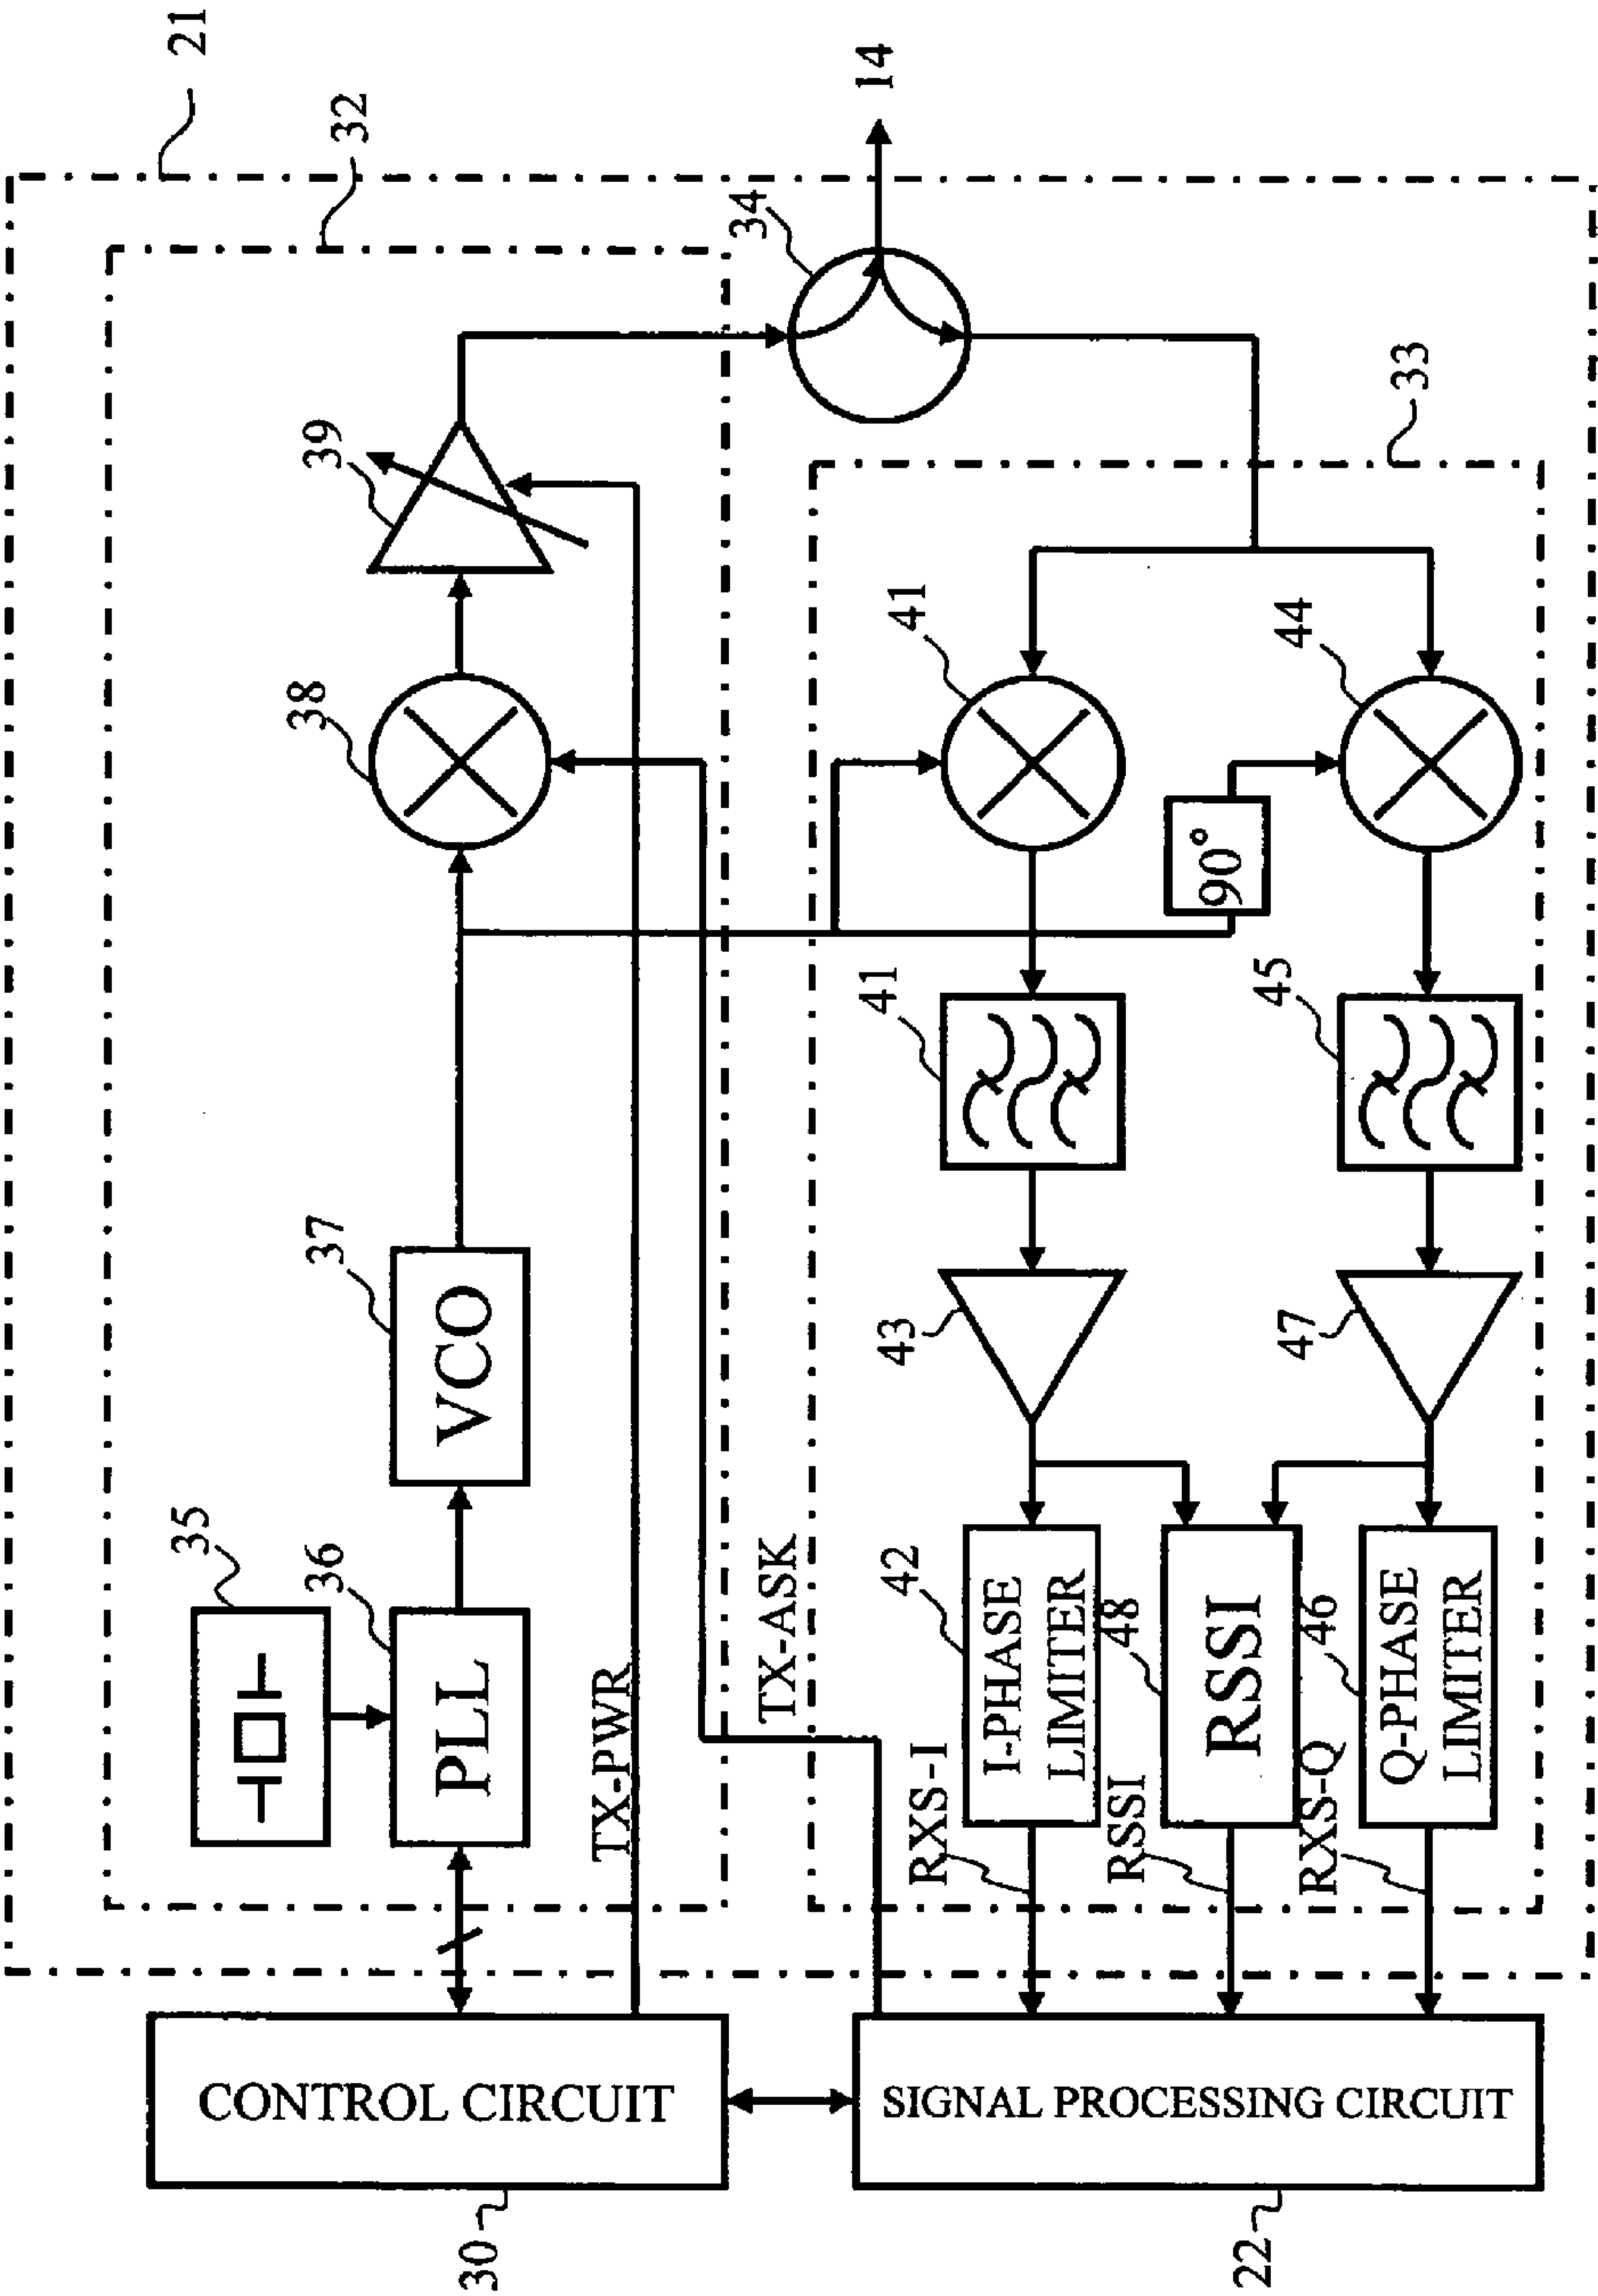 21
32
14
34
39
38
37
35
36
VCO
PLL
TX-PWR
TX-ASK
33
41
44
90°
41
45
43
47
42
I-PHASE
LIMITER
48
RSSI
46
Q-PHASE
LIMITER
RXS-I
RSSI
RXS-Q
CONTROL CIRCUIT
SIGNAL PROCESSING CIRCUIT
30
22